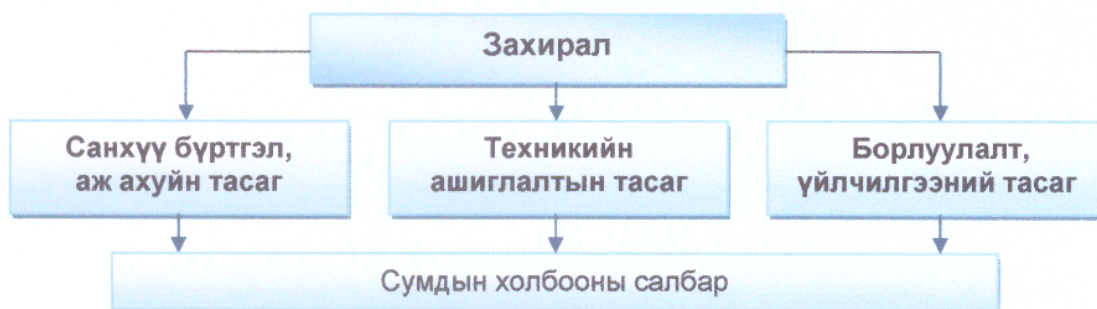 Захирал
Санхүү бүртгэл,
аж ахуйн тасаг
Техникийн
ашиглалтын тасаг
Борлуулалт,
үйлчилгээний тасаг
Сумдын холбооны салбар